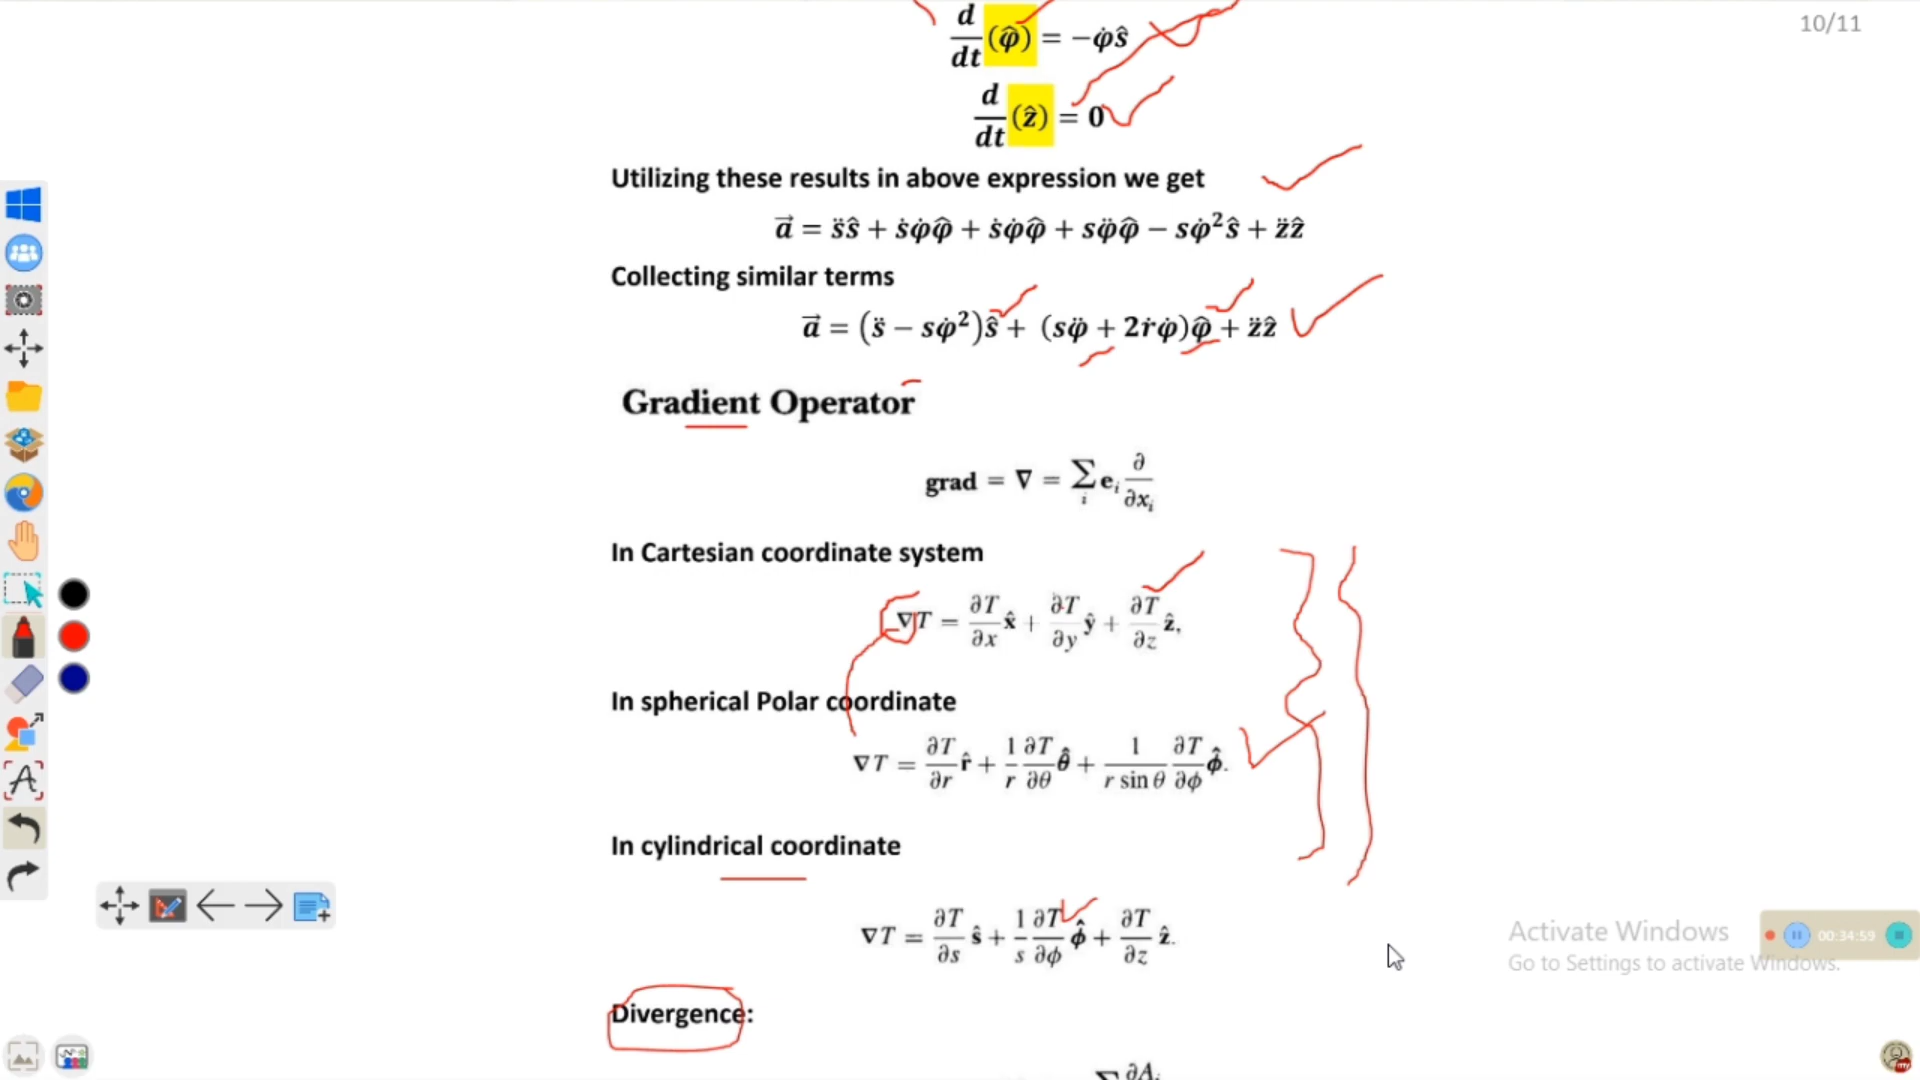 10/11
d/dt (φ̂) = −φ̇ŝ
d/dt (ẑ) = 0
Utilizing these results in above expression we get
a⃗ = s̈ŝ + ṡφ̇φ̂ + ṡφ̇φ̂ + sφ̈φ̂ − sφ̇²ŝ + z̈ẑ
Collecting similar terms
a⃗ = (s̈ − sφ̇²)ŝ + (sφ̈ + 2ṙφ̇)φ̂ + z̈ẑ
Gradient Operator
grad = ∇ = ∑ᵢ eᵢ ∂/∂xᵢ
In Cartesian coordinate system
∇T = ∂T/∂x x̂ + ∂T/∂y ŷ + ∂T/∂z ẑ,
In spherical Polar coordinate
∇T = ∂T/∂r r̂ + 1/r ∂T/∂θ θ̂ + 1/(r sin θ) ∂T/∂ϕ ϕ̂.
In cylindrical coordinate
∇T = ∂T/∂s ŝ + 1/s ∂T/∂ϕ ϕ̂ + ∂T/∂z ẑ.
Activate Windows
Go to Settings to activate Windows.
00:34:59
Divergence: